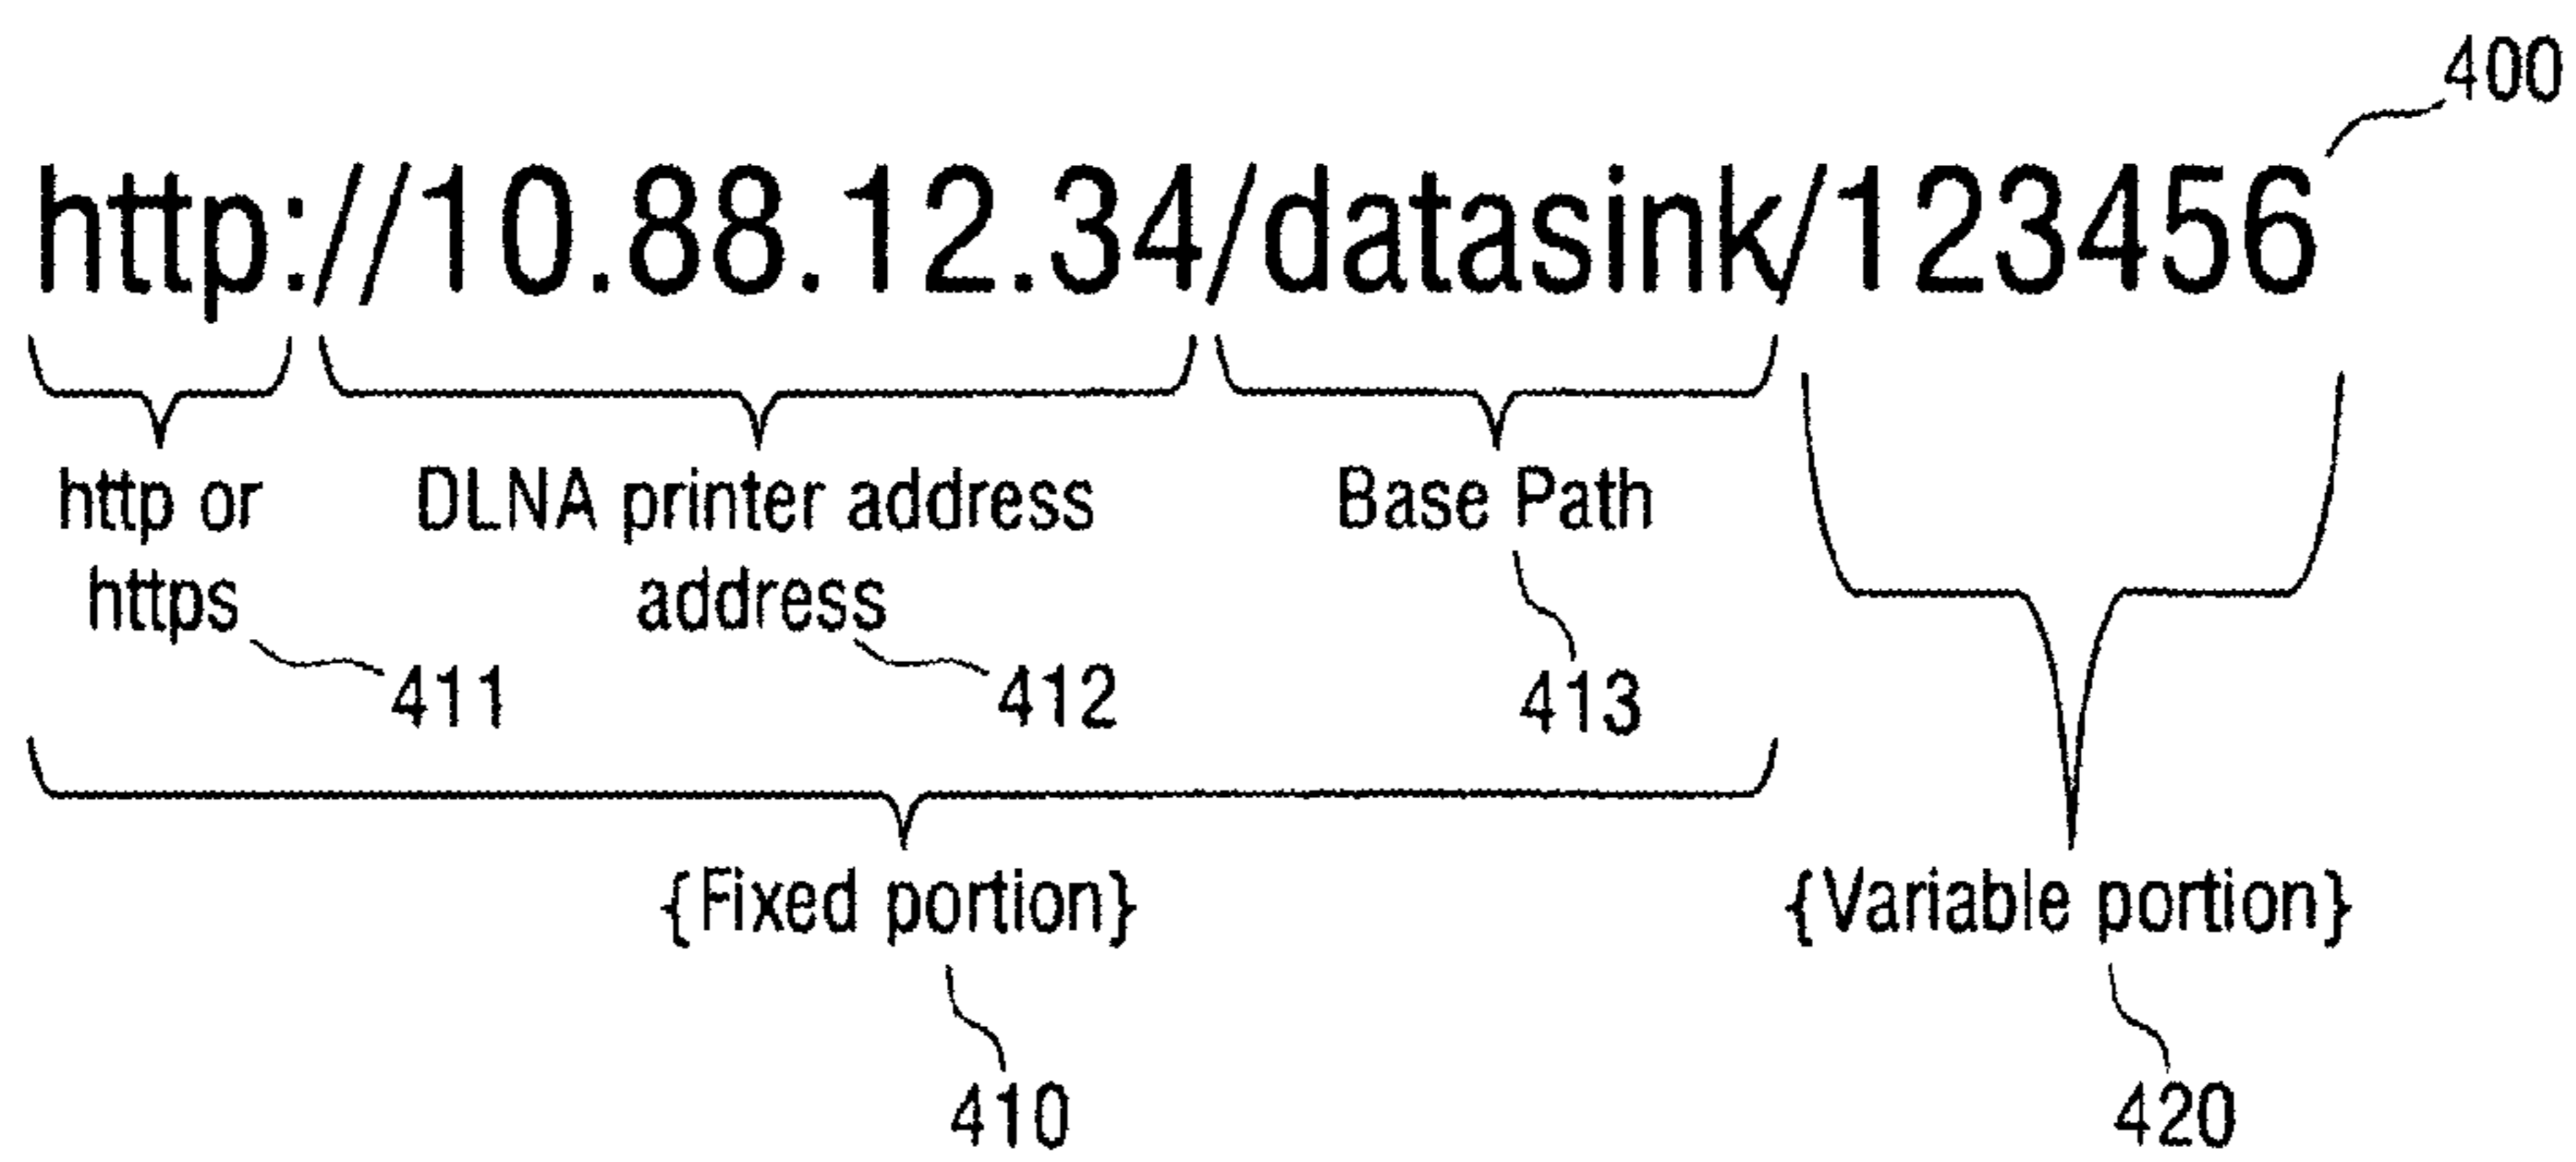 400
http://10.88.12.34/datasink/123456
http or DLNA printer address Base Path
https address
411 412 413
{Fixed portion} {Variable portion}
410 420